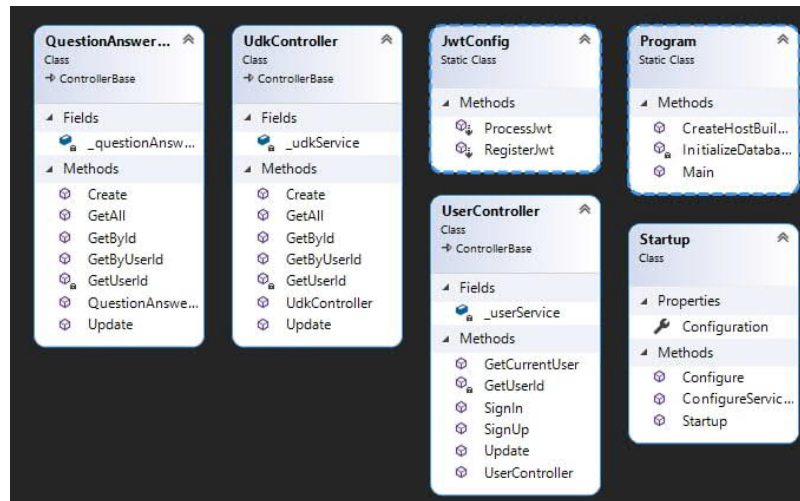 QuestionAnswer...
Class
ControllerBase
Fields
_questionAnsw...
Methods
Create
GetAll
GetById
GetByUserId
GetUserId
QuestionAnswe...
Update
UdkController
Class
ControllerBase
Fields
_udkService
Methods
Create
GetAll
GetById
GetByUserId
GetUserId
UdkController
Update
JwtConfig
Static Class
Methods
ProcessJwt
RegisterJwt
UserController
Class
ControllerBase
Fields
_userService
Methods
GetCurrentUser
GetUserId
SignIn
SignUp
Update
UserController
Program
Static Class
Methods
CreateHostBuil...
InitializeDataba...
Main
Startup
Class
Properties
Configuration
Methods
Configure
ConfigureServic...
Startup